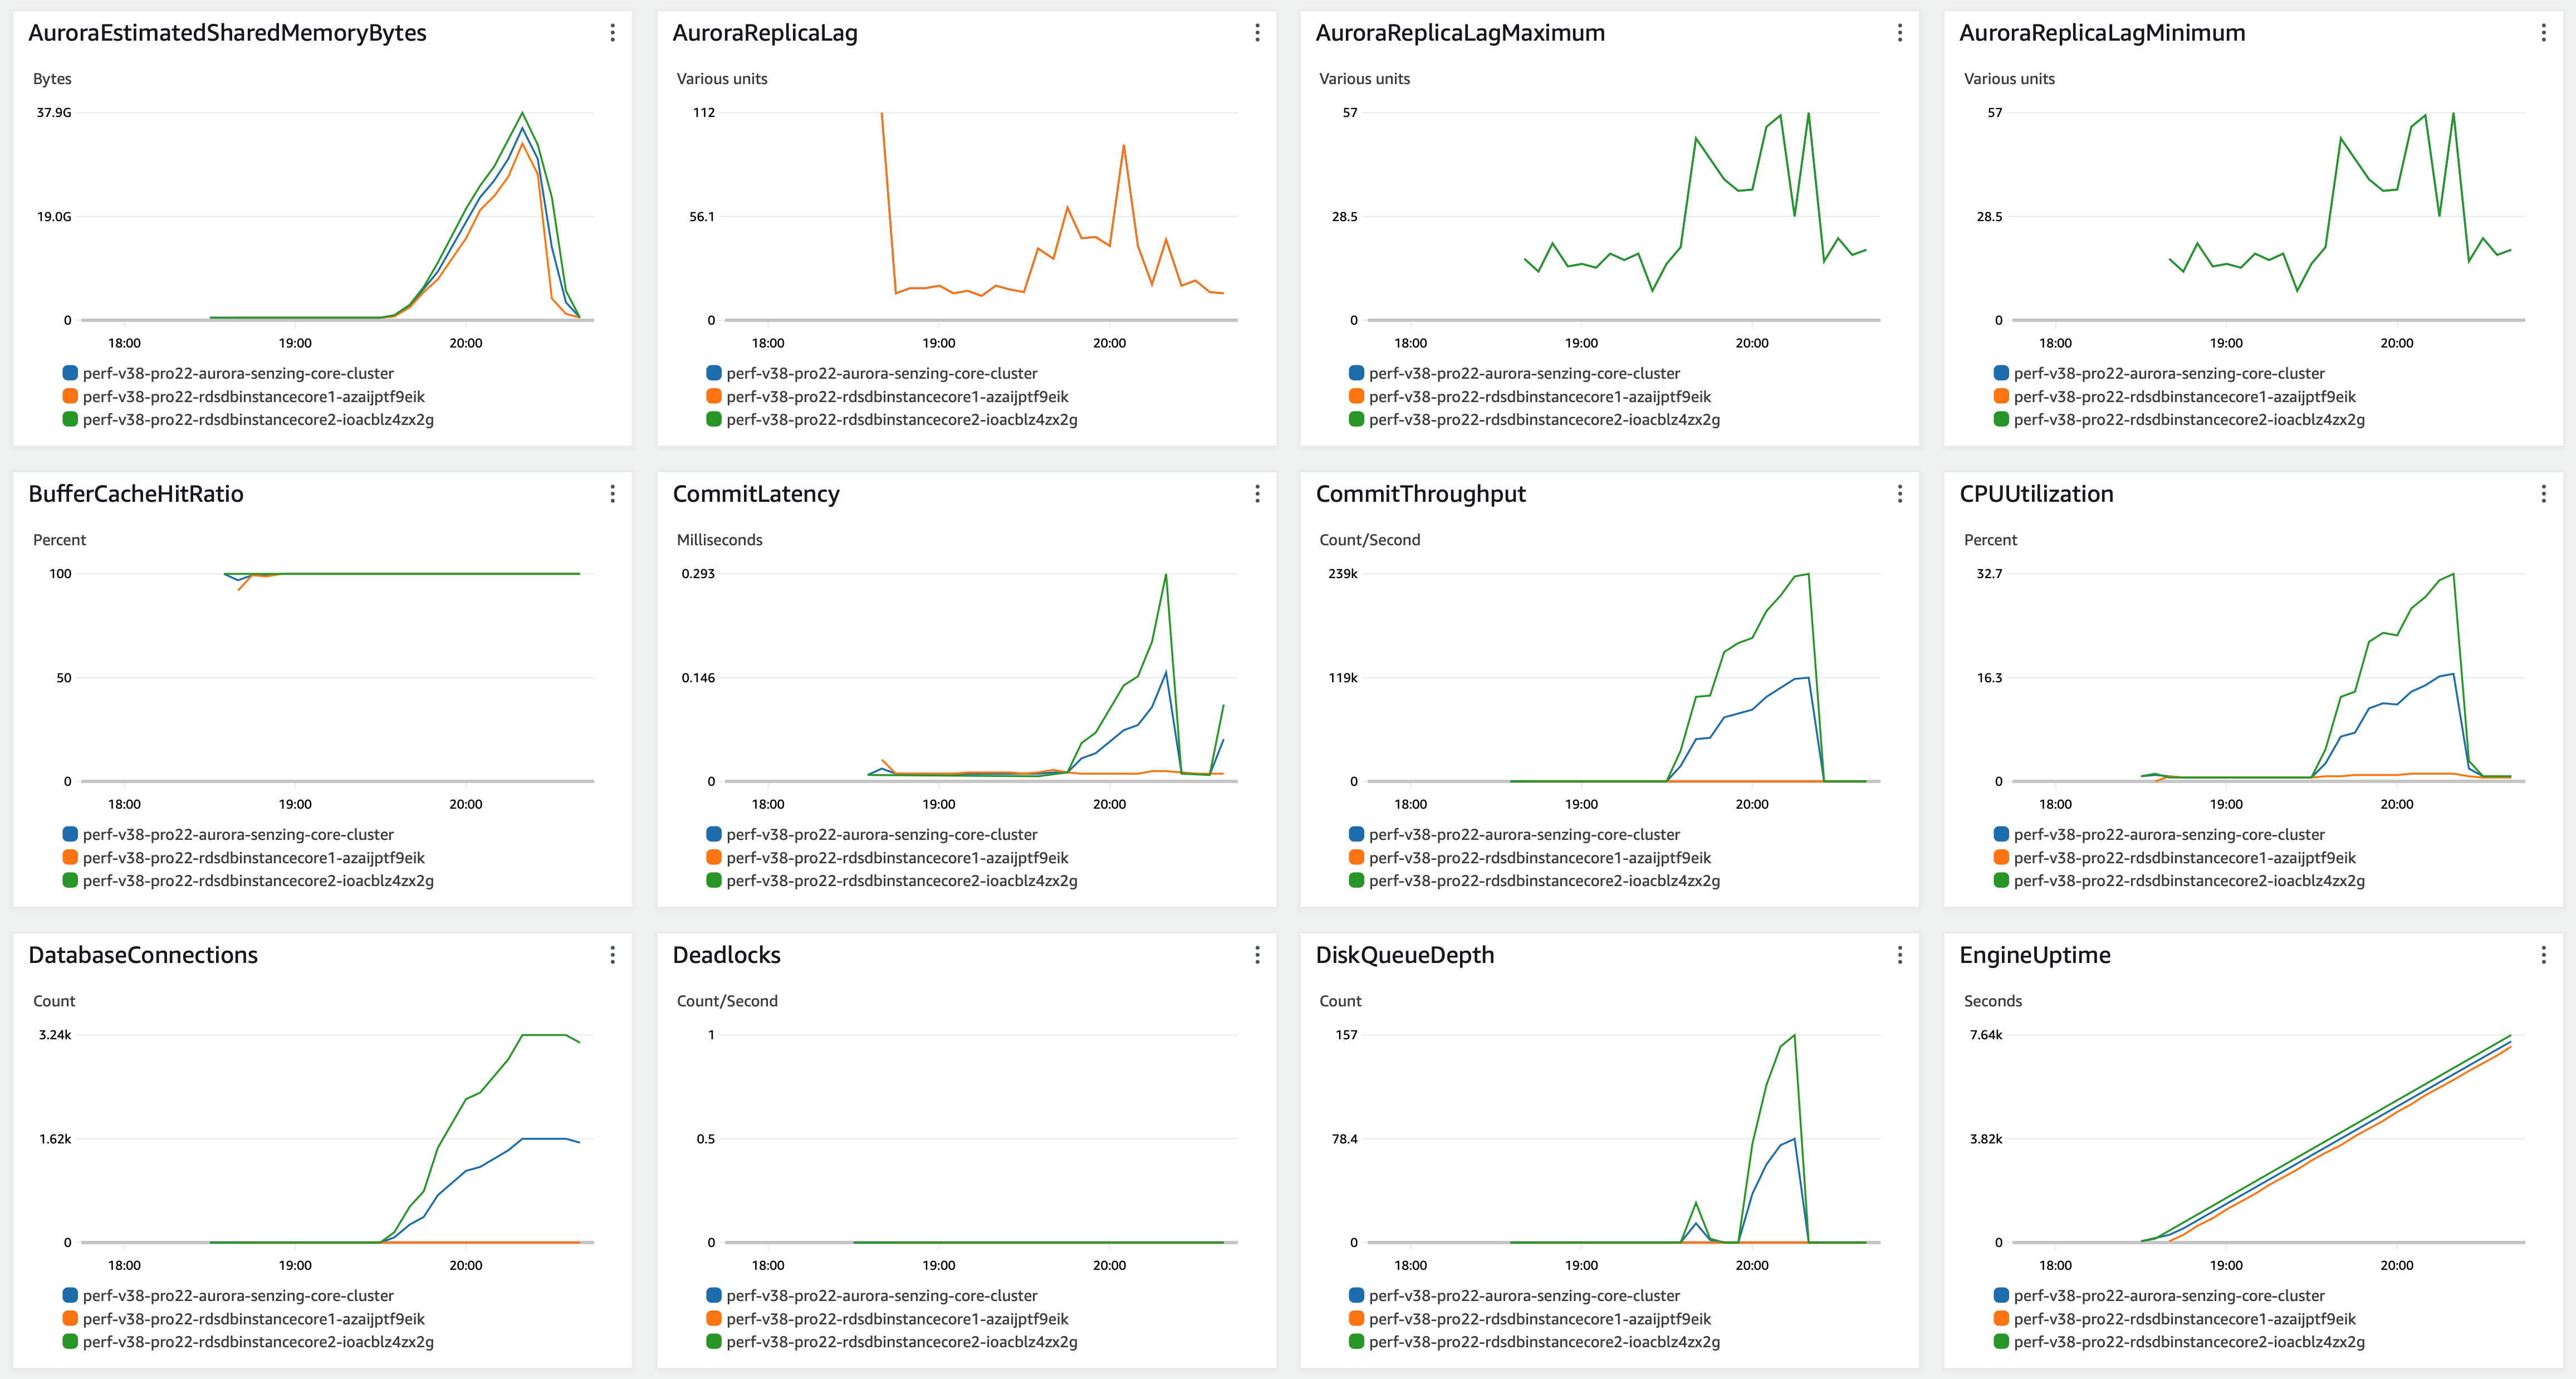 AuroraEstimatedSharedMemoryBytes
Bytes
37.9G
19.0G
0
18:00 19:00 20:00
perf-v38-pro22-aurora-senzing-core-cluster
perf-v38-pro22-rdsdbinstancecore1-azaijptf9eik
perf-v38-pro22-rdsdbinstancecore2-ioacblz4zx2g
AuroraReplicaLag
Various units
112
56.1
0
18:00 19:00 20:00
perf-v38-pro22-aurora-senzing-core-cluster
perf-v38-pro22-rdsdbinstancecore1-azaijptf9eik
perf-v38-pro22-rdsdbinstancecore2-ioacblz4zx2g
AuroraReplicaLagMaximum
Various units
57
28.5
0
18:00 19:00 20:00
perf-v38-pro22-aurora-senzing-core-cluster
perf-v38-pro22-rdsdbinstancecore1-azaijptf9eik
perf-v38-pro22-rdsdbinstancecore2-ioacblz4zx2g
AuroraReplicaLagMinimum
Various units
57
28.5
0
18:00 19:00 20:00
perf-v38-pro22-aurora-senzing-core-cluster
perf-v38-pro22-rdsdbinstancecore1-azaijptf9eik
perf-v38-pro22-rdsdbinstancecore2-ioacblz4zx2g
BufferCacheHitRatio
Percent
100
50
0
18:00 19:00 20:00
perf-v38-pro22-aurora-senzing-core-cluster
perf-v38-pro22-rdsdbinstancecore1-azaijptf9eik
perf-v38-pro22-rdsdbinstancecore2-ioacblz4zx2g
CommitLatency
Milliseconds
0.293
0.146
0
18:00 19:00 20:00
perf-v38-pro22-aurora-senzing-core-cluster
perf-v38-pro22-rdsdbinstancecore1-azaijptf9eik
perf-v38-pro22-rdsdbinstancecore2-ioacblz4zx2g
CommitThroughput
Count/Second
239k
119k
0
18:00 19:00 20:00
perf-v38-pro22-aurora-senzing-core-cluster
perf-v38-pro22-rdsdbinstancecore1-azaijptf9eik
perf-v38-pro22-rdsdbinstancecore2-ioacblz4zx2g
CPUUtilization
Percent
32.7
16.3
0
18:00 19:00 20:00
perf-v38-pro22-aurora-senzing-core-cluster
perf-v38-pro22-rdsdbinstancecore1-azaijptf9eik
perf-v38-pro22-rdsdbinstancecore2-ioacblz4zx2g
DatabaseConnections
Count
3.24k
1.62k
0
18:00 19:00 20:00
perf-v38-pro22-aurora-senzing-core-cluster
perf-v38-pro22-rdsdbinstancecore1-azaijptf9eik
perf-v38-pro22-rdsdbinstancecore2-ioacblz4zx2g
Deadlocks
Count/Second
1
0.5
0
18:00 19:00 20:00
perf-v38-pro22-aurora-senzing-core-cluster
perf-v38-pro22-rdsdbinstancecore1-azaijptf9eik
perf-v38-pro22-rdsdbinstancecore2-ioacblz4zx2g
DiskQueueDepth
Count
157
78.4
0
18:00 19:00 20:00
perf-v38-pro22-aurora-senzing-core-cluster
perf-v38-pro22-rdsdbinstancecore1-azaijptf9eik
perf-v38-pro22-rdsdbinstancecore2-ioacblz4zx2g
EngineUptime
Seconds
7.64k
3.82k
0
18:00 19:00 20:00
perf-v38-pro22-aurora-senzing-core-cluster
perf-v38-pro22-rdsdbinstancecore1-azaijptf9eik
perf-v38-pro22-rdsdbinstancecore2-ioacblz4zx2g